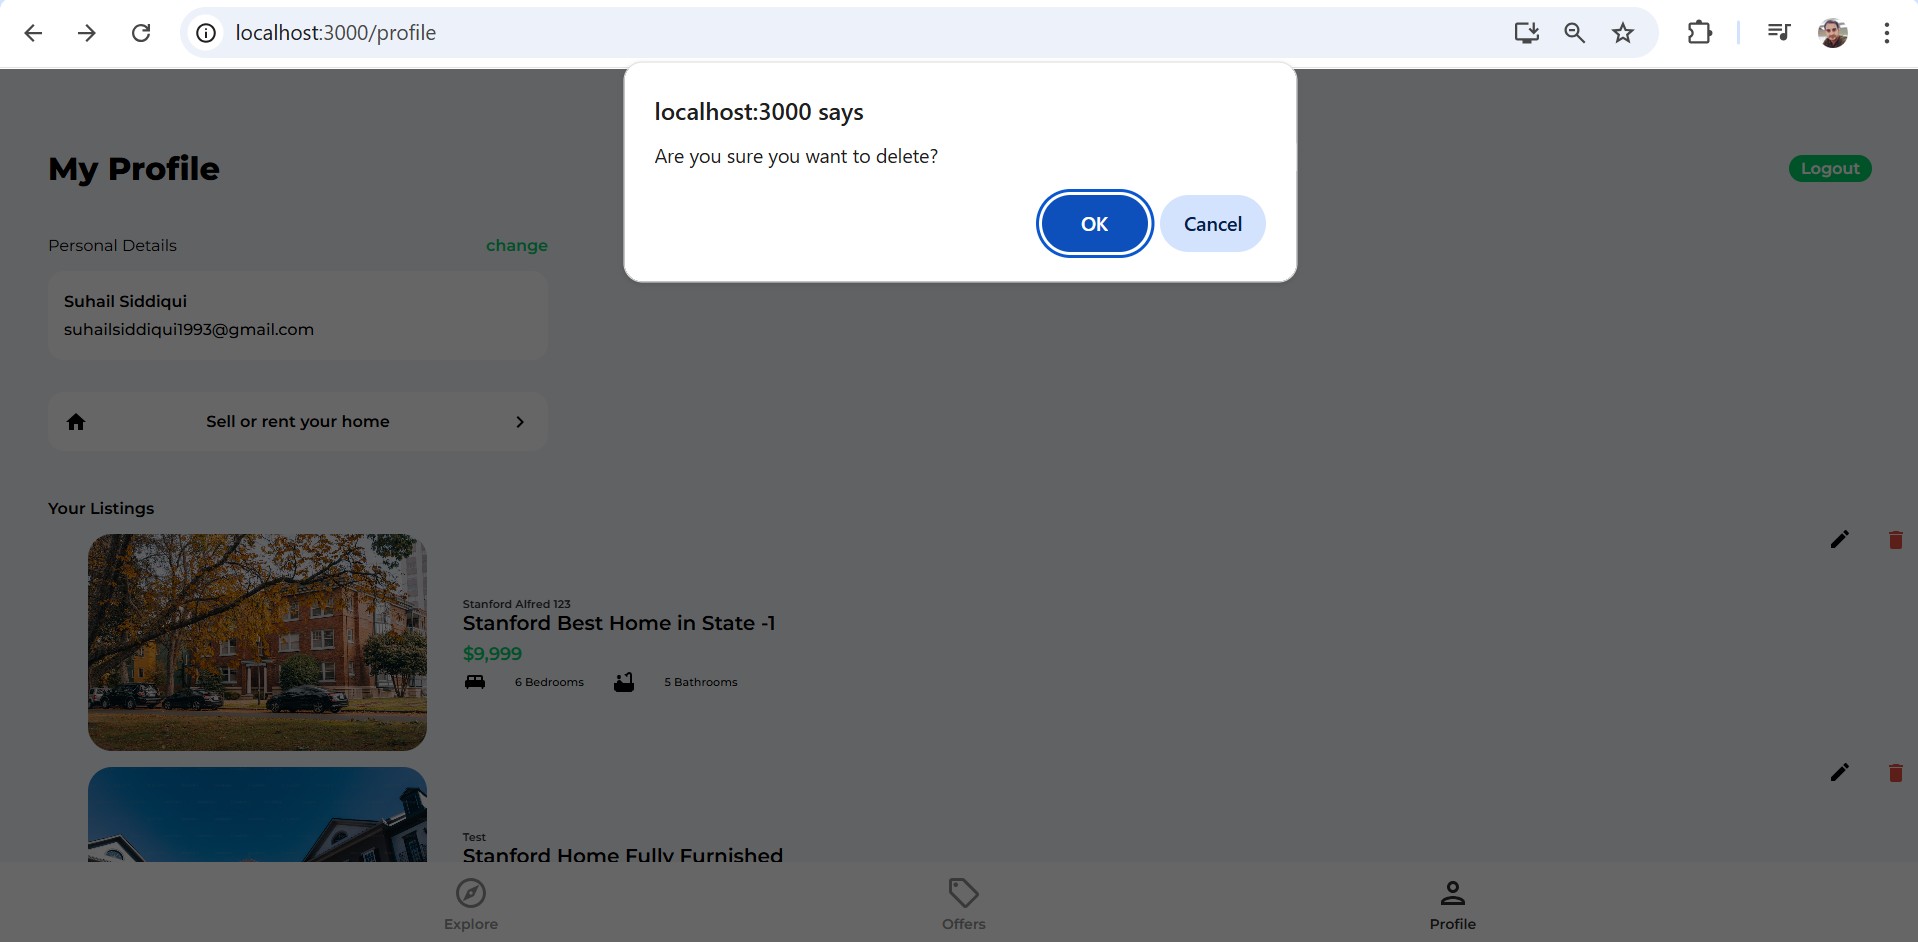 localhost:3000/profile
localhost:3000 says
Are you sure you want to delete?
OK
Cancel
My Profile
Logout
Personal Details
change
Suhail Siddiqui
suhailsiddiqui1993@gmail.com
Sell or rent your home
Your Listings
Stanford Alfred 123
Stanford Best Home in State -1
$9,999
6 Bedrooms
5 Bathrooms
Test
Stanford Home Fully Furnished
Explore
Offers
Profile